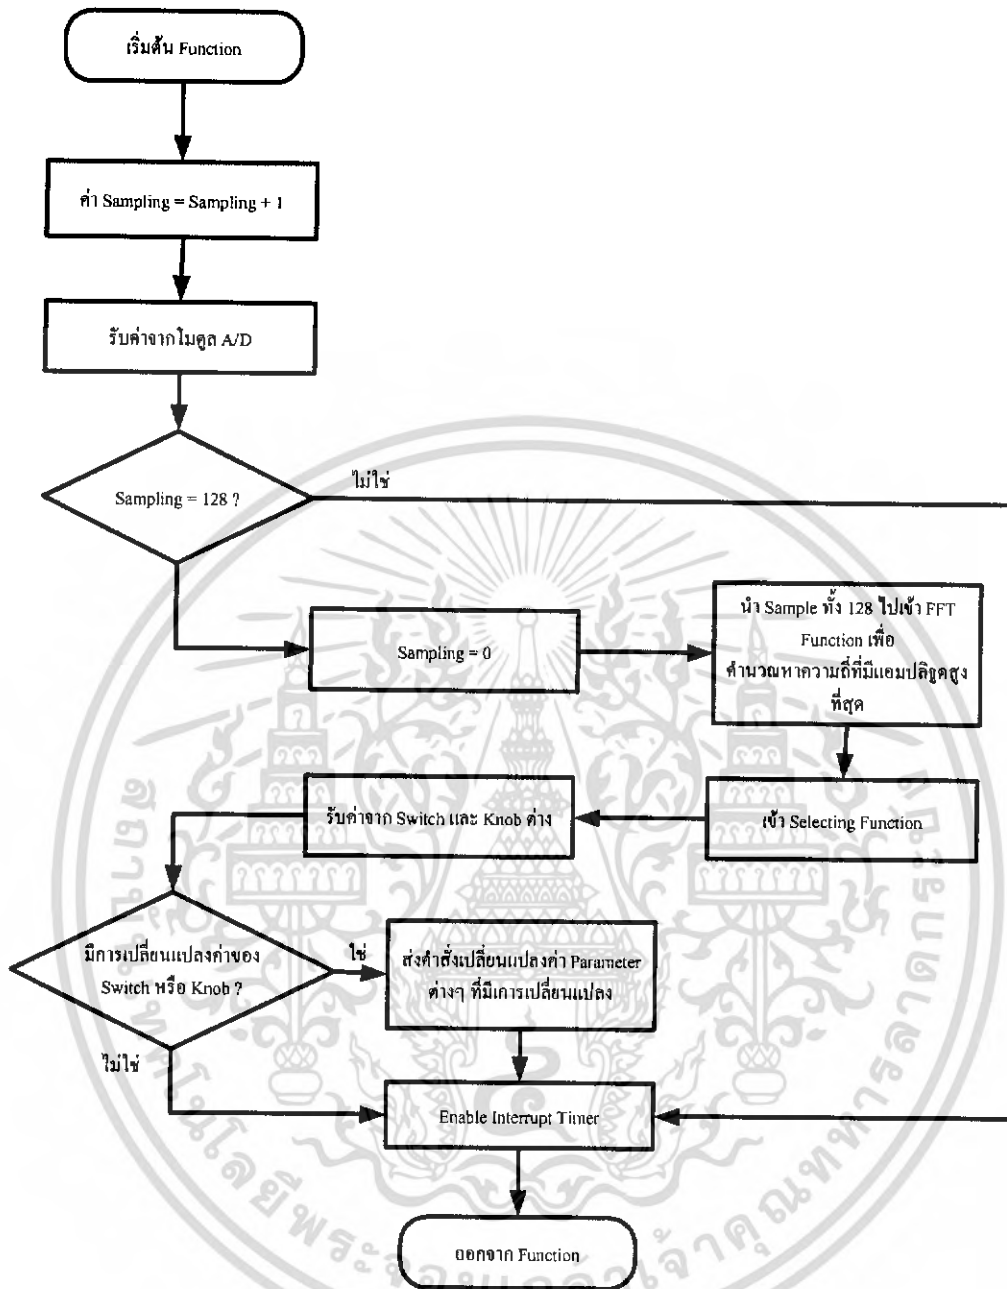 เริ่มต้น Function
ค่า Sampling = Sampling + 1
รับค่าจากโมดูล A/D
Sampling = 128 ?
ไม่ใช่
Sampling = 0
นำ Sample ทั้ง 128 ไปเข้า FFT
Function เพื่อ
คำนวณหาความถี่ที่มีแอมปลิจูดสูง
ที่สุด
เข้า Selecting Function
รับค่าจาก Switch และ Knob ต่าง
มีการเปลี่ยนแปลงค่าของ
Switch หรือ Knob ?
ใช่
ส่งคำสั่งเปลี่ยนแปลงค่า Parameter
ต่างๆ ที่มีการเปลี่ยนแปลง
ไม่ใช่
Enable Interrupt Timer
ออกจาก Function